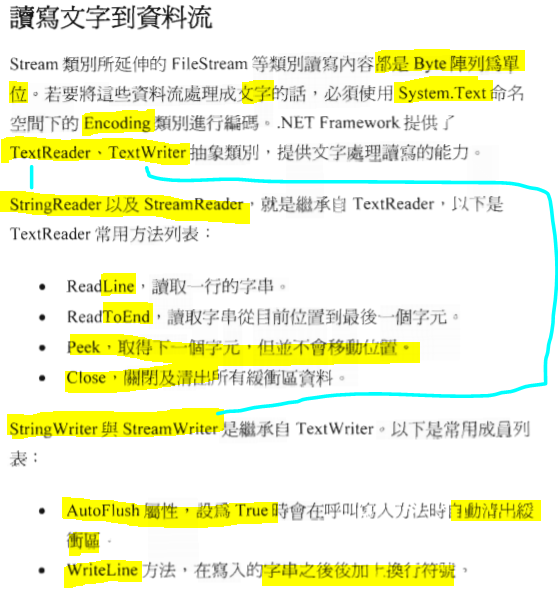 讀寫文字到資料流
Stream 類別所延伸的 FileStream 等類別讀寫內容都是 Byte 陣列爲單
位。若要將這些資料流處理成文字的話，必須使用 System.Text 命名
空間下的 Encoding 類別進行編碼。.NET Framework 提供了
TextReader、TextWriter 抽象類別，提供文字處理讀寫的能力。
StringReader 以及 StreamReader，就是繼承自 TextReader，以下是
TextReader 常用方法列表：
• ReadLine，讀取一行的字串。
• ReadToEnd，讀取字串從目前位置到最後一個字元。
• Peek，取得下一個字元，但並不會移動位置。
• Close，關閉及清出所有緩衝區資料。
StringWriter 與 StreamWriter 是繼承自 TextWriter。以下是常用成員列
表：
• AutoFlush 屬性，設爲 True 時會在呼叫寫入方法時自動清出緩
衝區。
• WriteLine 方法，在寫入的字串之後後加上換行符號。